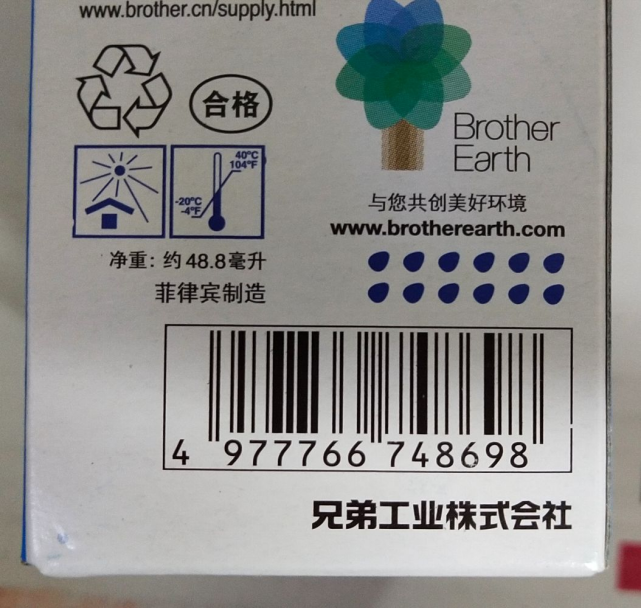 www.brother.cn/supply.html
合格
Brother
Earth
40°C
104°F
-20°C
-4°F
与您共创美好环境
www.brotherearth.com
净重：约48.8毫升
菲律宾制造
4 977766 748698
兄弟工业株式会社